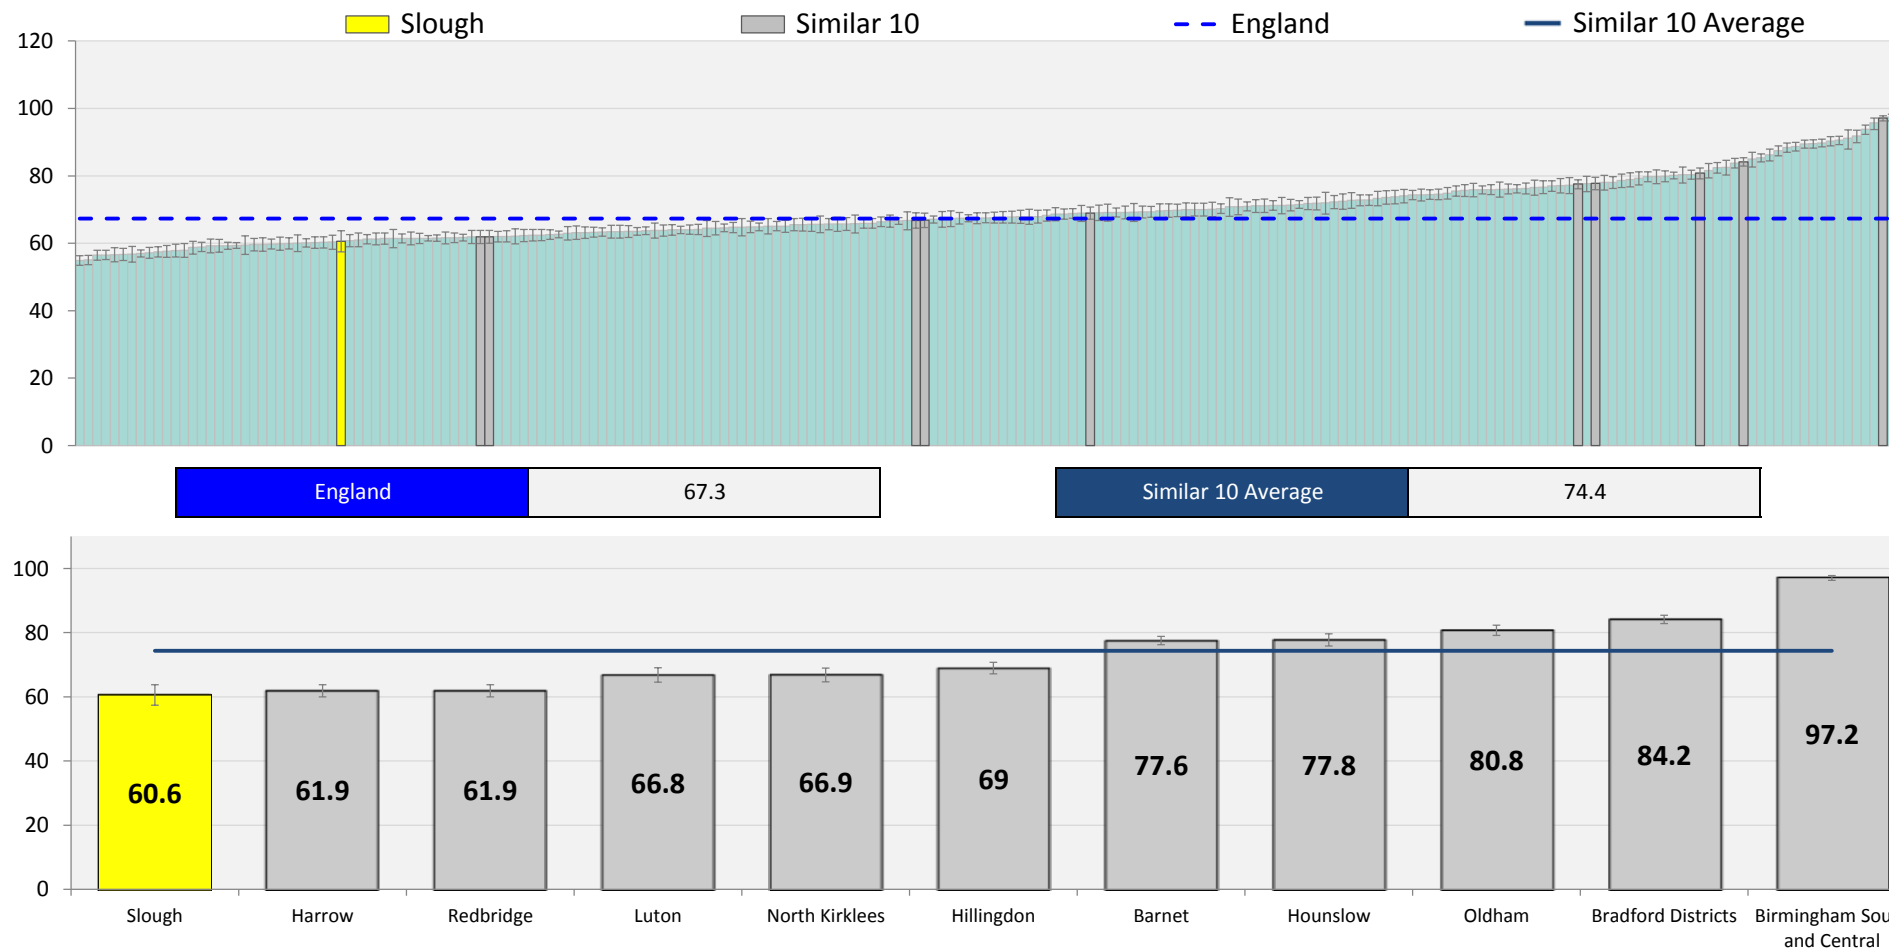 Slough Similar 10 England Similar 10 Average
120
100
80
60
40
20
0
England 67.3 Similar 10 Average 74.4
100
80
60
40
20
0
60.6 61.9 61.9 66.8 66.9 69 77.6 77.8 80.8 84.2 97.2
Slough Harrow Redbridge Luton North Kirklees Hillingdon Barnet Hounslow Oldham Bradford Districts Birmingham Sou
and Central